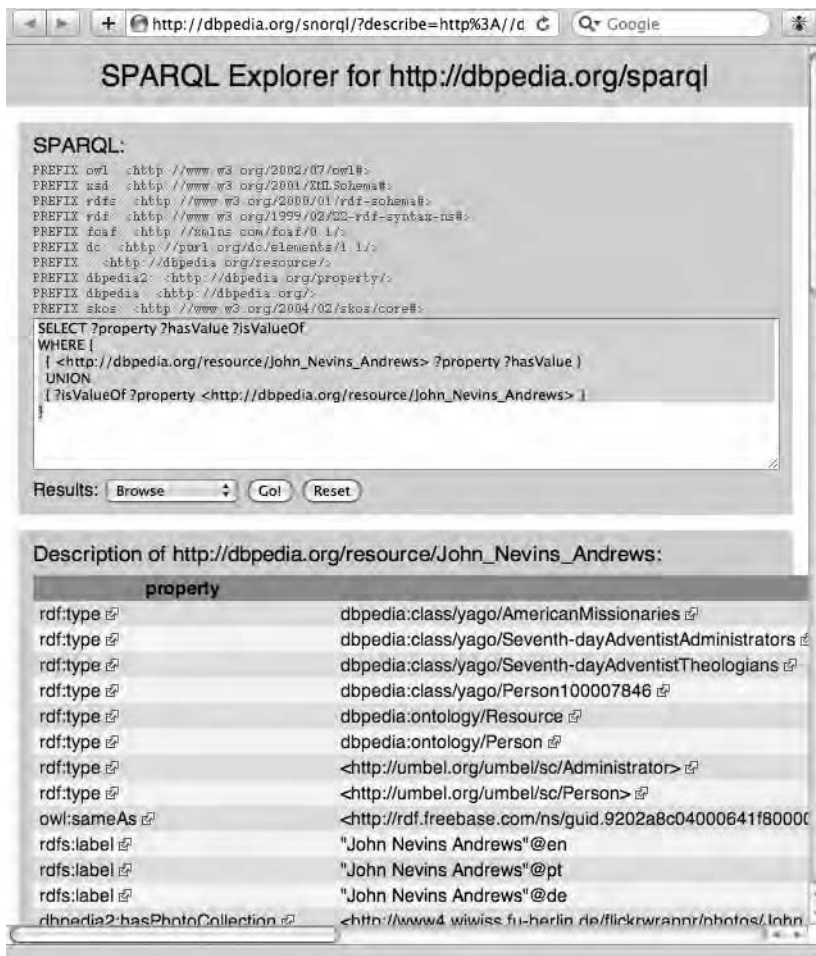 http://dbpedia.org/snorql/?describe=http%3A//d
Google
SPARQL Explorer for http://dbpedia.org/sparql
SPARQL:
PREFIX owl: <http://www.w3.org/2002/07/owl#>
PREFIX xsd: <http://www.w3.org/2001/XMLSchema#>
PREFIX rdfs: <http://www.w3.org/2000/01/rdf-schema#>
PREFIX rdf: <http://www.w3.org/1999/02/22-rdf-syntax-ns#>
PREFIX foaf: <http://xmlns.com/foaf/0.1/>
PREFIX dc: <http://purl.org/dc/elements/1.1/>
PREFIX : <http://dbpedia.org/resource/>
PREFIX dbpedia2: <http://dbpedia.org/property/>
PREFIX dbpedia: <http://dbpedia.org/>
PREFIX skos: <http://www.w3.org/2004/02/skos/core#>
SELECT ?property ?hasValue ?isValueOf
WHERE {
{ <http://dbpedia.org/resource/John_Nevins_Andrews> ?property ?hasValue }
UNION
{ ?isValueOf ?property <http://dbpedia.org/resource/John_Nevins_Andrews> }
}
Results: Browse Go! Reset
Description of http://dbpedia.org/resource/John_Nevins_Andrews:
property
rdf:type dbpedia:class/yago/AmericanMissionaries
rdf:type dbpedia:class/yago/Seventh-dayAdventistAdministrators
rdf:type dbpedia:class/yago/Seventh-dayAdventistTheologians
rdf:type dbpedia:class/yago/Person100007846
rdf:type dbpedia:ontology/Resource
rdf:type dbpedia:ontology/Person
rdf:type <http://umbel.org/umbel/sc/Administrator>
rdf:type <http://umbel.org/umbel/sc/Person>
owl:sameAs <http://rdf.freebase.com/ns/guid.9202a8c04000641f80000
rdfs:label "John Nevins Andrews"@en
rdfs:label "John Nevins Andrews"@pt
rdfs:label "John Nevins Andrews"@de
dbpedia2:hasPhotoCollection <http://www4.wiwiss.fu-berlin.de/flickrwrappr/photos/John